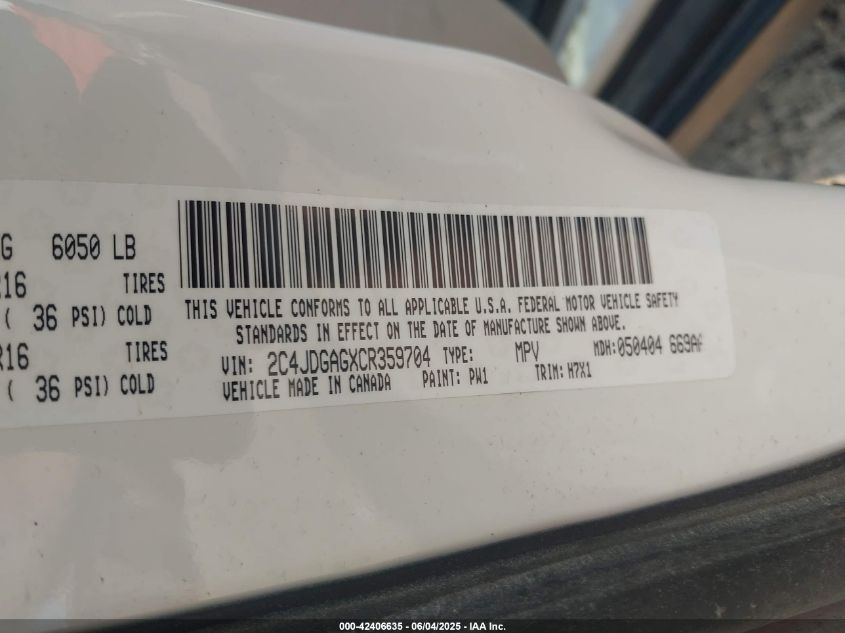 G 6050 LB
R16 TIRES
( 36 PSI) COLD
R16 TIRES
( 36 PSI) COLD
THIS VEHICLE CONFORMS TO ALL APPLICABLE U.S.A. FEDERAL MOTOR VEHICLE SAFETY
STANDARDS IN EFFECT ON THE DATE OF MANUFACTURE SHOWN ABOVE.
VIN: 2C4JDGAGXCR359704 TYPE: MPV MDH:050404 669AA
VEHICLE MADE IN CANADA PAINT: PW1 TRIM: H7X1
000-42406635 - 06/04/2025 - IAA Inc.